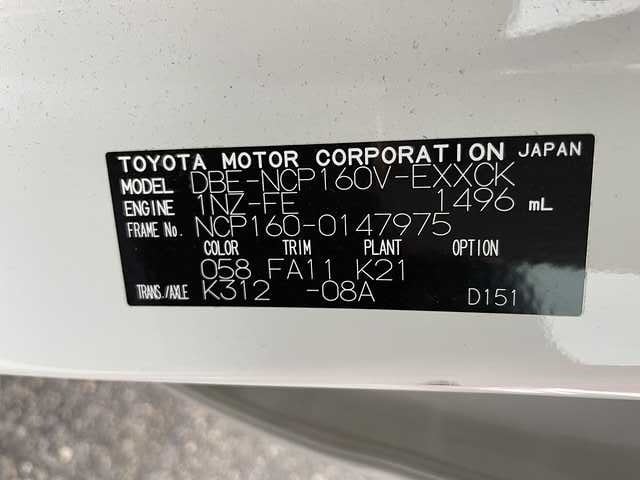 TOYOTA MOTOR CORPORATION JAPAN
MODEL DBE-NCP160V-EXXCK
ENGINE 1NZ-FE 1496 mL
FRAME No. NCP160-0147975
COLOR TRIM PLANT OPTION
058 FA11 K21
TRANS./AXLE K312 -08A D151